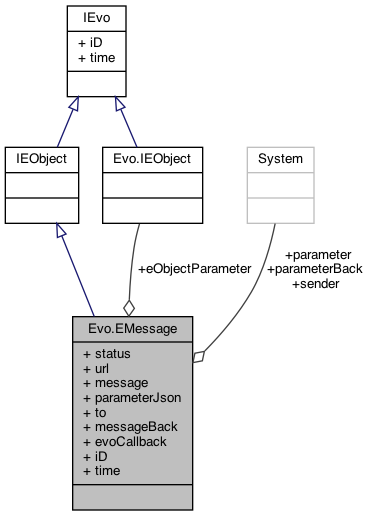 IEvo
+ iD
+ time
IEObject
Evo.IEObject
System
+eObjectParameter
+parameter
+parameterBack
+sender
Evo.EMessage
+ status
+ url
+ message
+ parameterJson
+ to
+ messageBack
+ evoCallback
+ iD
+ time